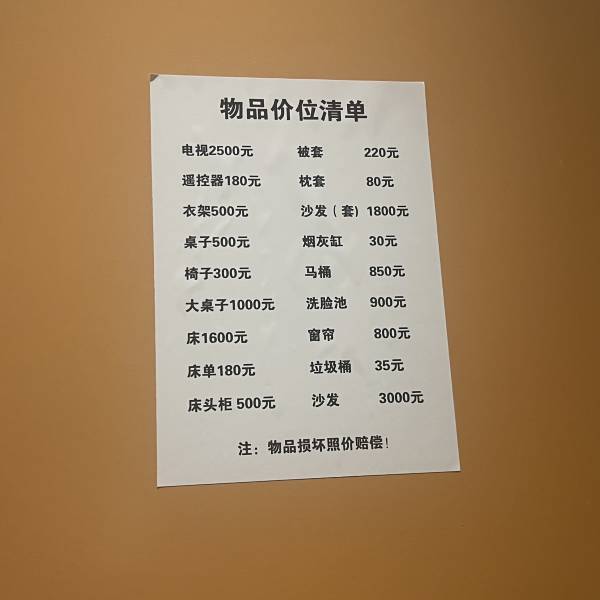 物品价位清单
电视2500元 被套 220元
遥控器180元 枕套 80元
衣架500元 沙发（套）1800元
桌子500元 烟灰缸 30元
椅子300元 马桶 850元
大桌子1000元 洗脸池 900元
床1600元 窗帘 800元
床单180元 垃圾桶 35元
床头柜 500元 沙发 3000元
注：物品损坏照价赔偿！